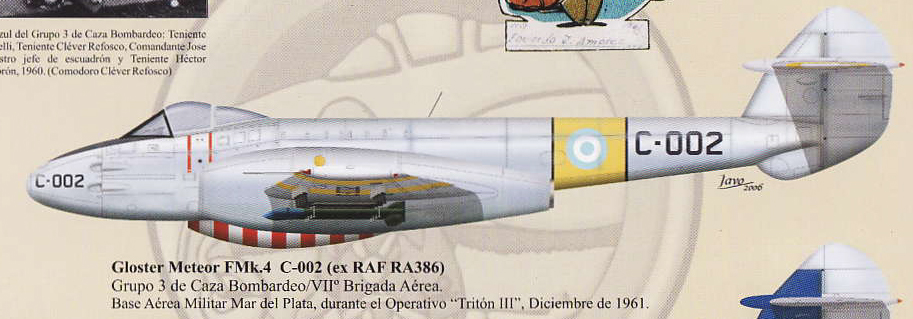 zul del Grupo 3 de Caza Bombardeo: Teniente
elli, Teniente Cléver Refosco, Comandante Jose
stro jefe de escuadrón y Teniente Héctor
orón, 1960. (Comodoro Cléver Refosco)
C-002
C-002
Javo
2006
Gloster Meteor FMk.4 C-002 (ex RAF RA386)
Grupo 3 de Caza Bombardeo/VIIº Brigada Aérea.
Base Aérea Militar Mar del Plata, durante el Operativo “Tritón III”, Diciembre de 1961.